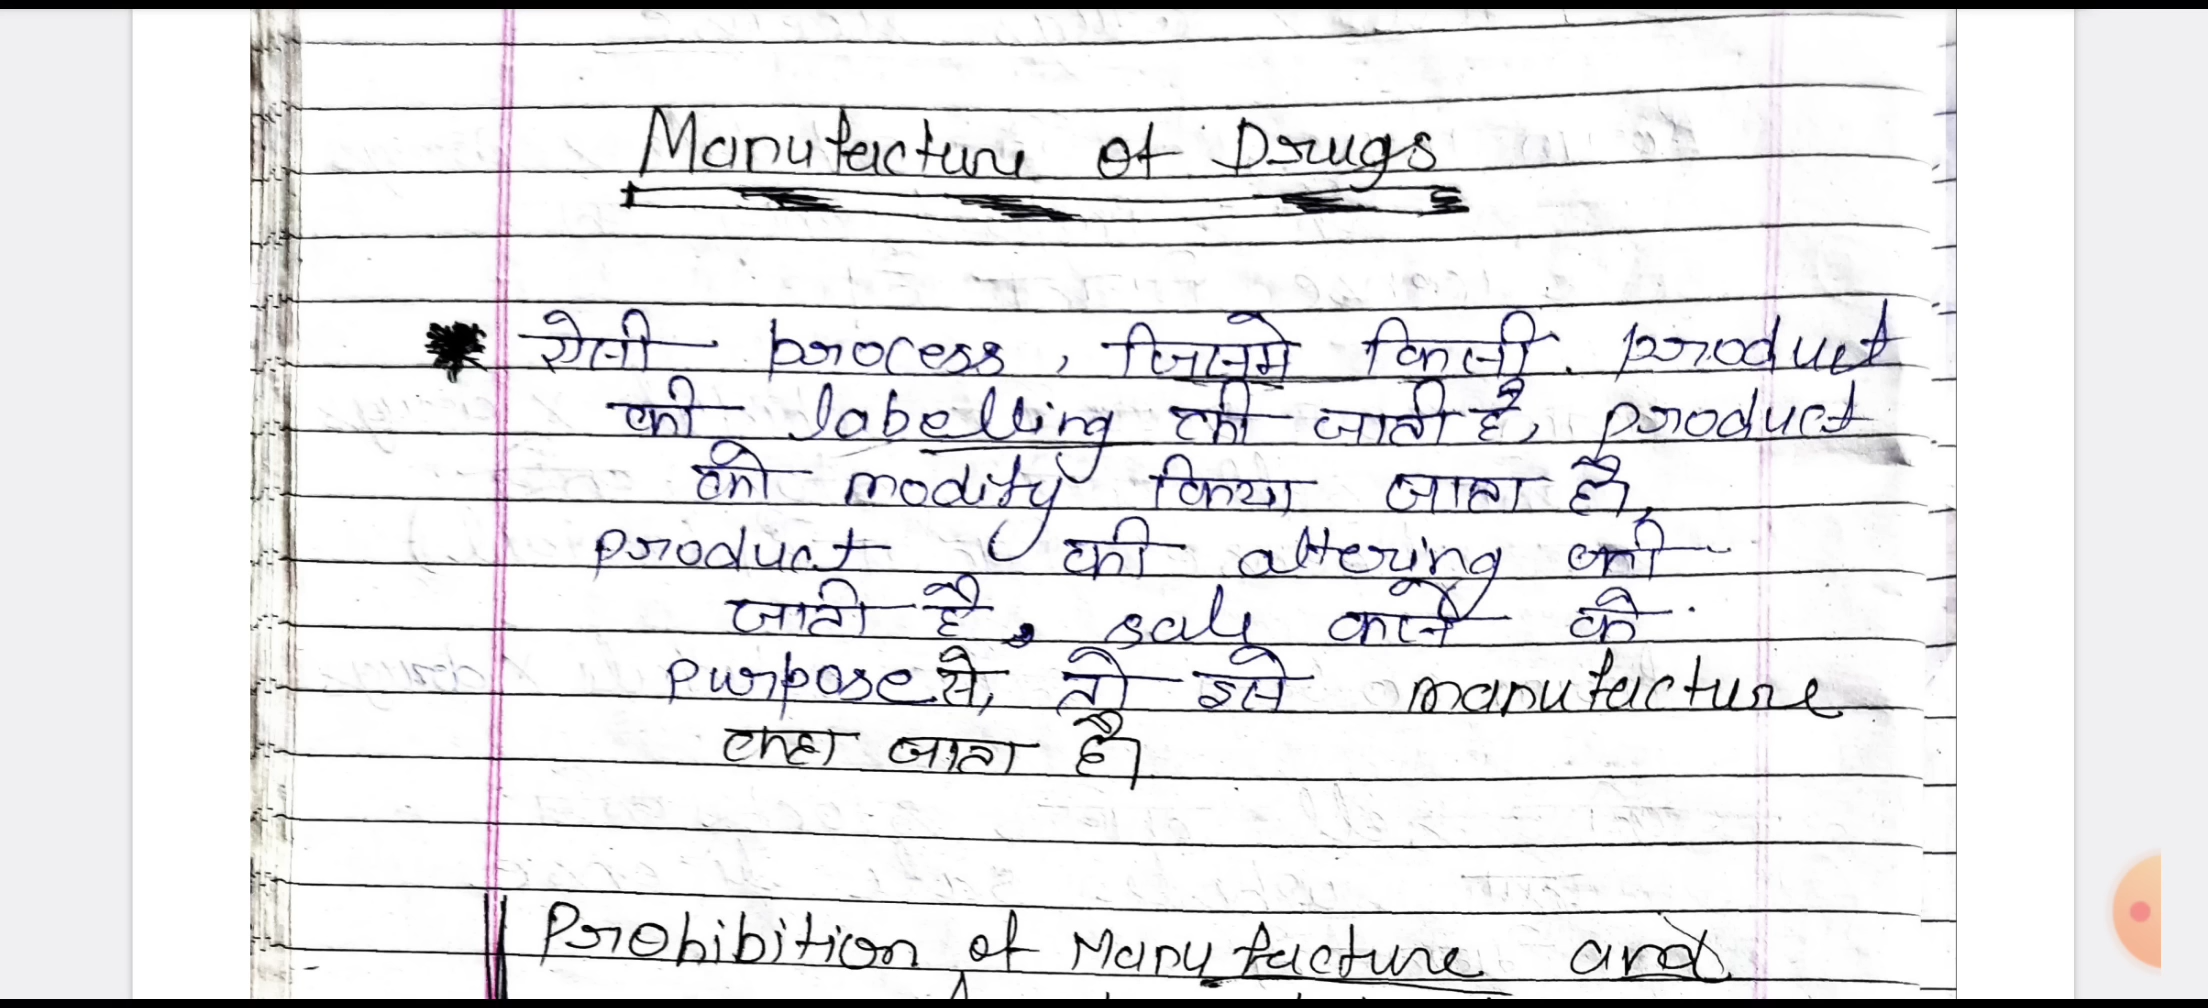 Manufacture of Drugs
ऐसी process, जिसमे किसी product
की labelling की जाती है, product
को modify किया जाता है,
product की altering की
जाती है, sale करने के
purpose से, तो इसे manufacture
कहा जाता है।
Prohibition of Manufacture and